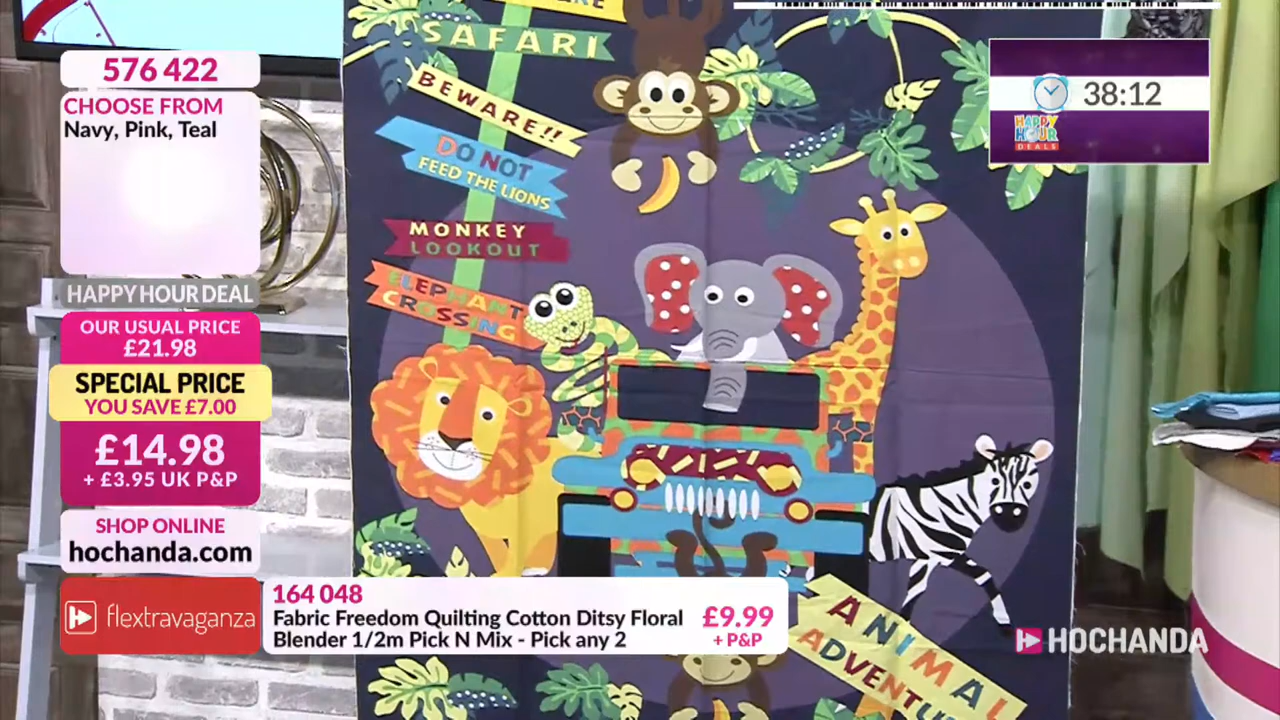 576 422
CHOOSE FROM
Navy, Pink, Teal
HAPPY HOUR DEAL
OUR USUAL PRICE
£21.98
SPECIAL PRICE
YOU SAVE £7.00
£14.98
+ £3.95 UK P&P
SHOP ONLINE
hochanda.com
flextravaganza
164 048
Fabric Freedom Quilting Cotton Ditsy Floral
Blender 1/2m Pick N Mix - Pick any 2
£9.99
+ P&P
SAFARI
BEWARE!!
DO NOT
FEED THE LIONS
MONKEY
LOOKOUT
ELEPHANT
CROSSING
ANIMAL
38:12
HAPPY
HOUR
DEALS
HOCHANDA